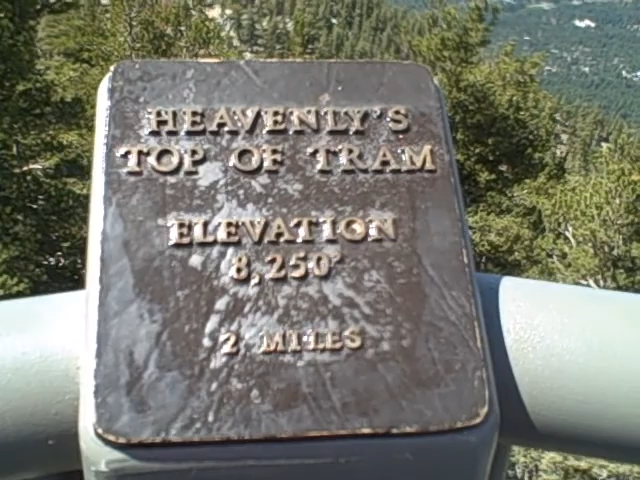 HEAVENLY'S
TOP OF TRAM
ELEVATION
8,250'
2 MILES